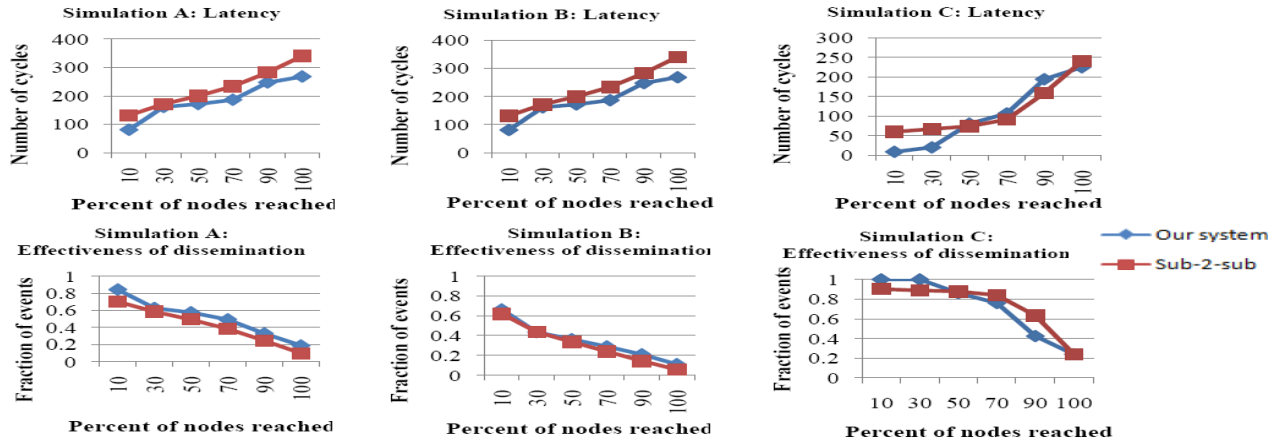 Simulation A: Latency
Number of cycles
400
300
200
100
0
10 30 50 70 90 100
Percent of nodes reached
Simulation B: Latency
Number of cycles
400
300
200
100
0
10 30 50 70 90 100
Percent of nodes reached
Simulation C: Latency
Number of cycles
300
250
200
150
100
50
0
10 30 50 70 90 100
Percent of nodes reached
Simulation A:
Effectiveness of dissemination
Fraction of events
1
0.8
0.6
0.4
0.2
0
10 30 50 70 90 100
Percent of nodes reached
Simulation B:
Effectiveness of dissemination
Fraction of events
1
0.8
0.6
0.4
0.2
0
10 30 50 70 90 100
Percent of nodes reached
Simulation C:
Effectiveness of dissemination
Fraction of events
1
0.8
0.6
0.4
0.2
0
10 30 50 70 90 100
Percent of nodes reached
Our system
Sub-2-sub